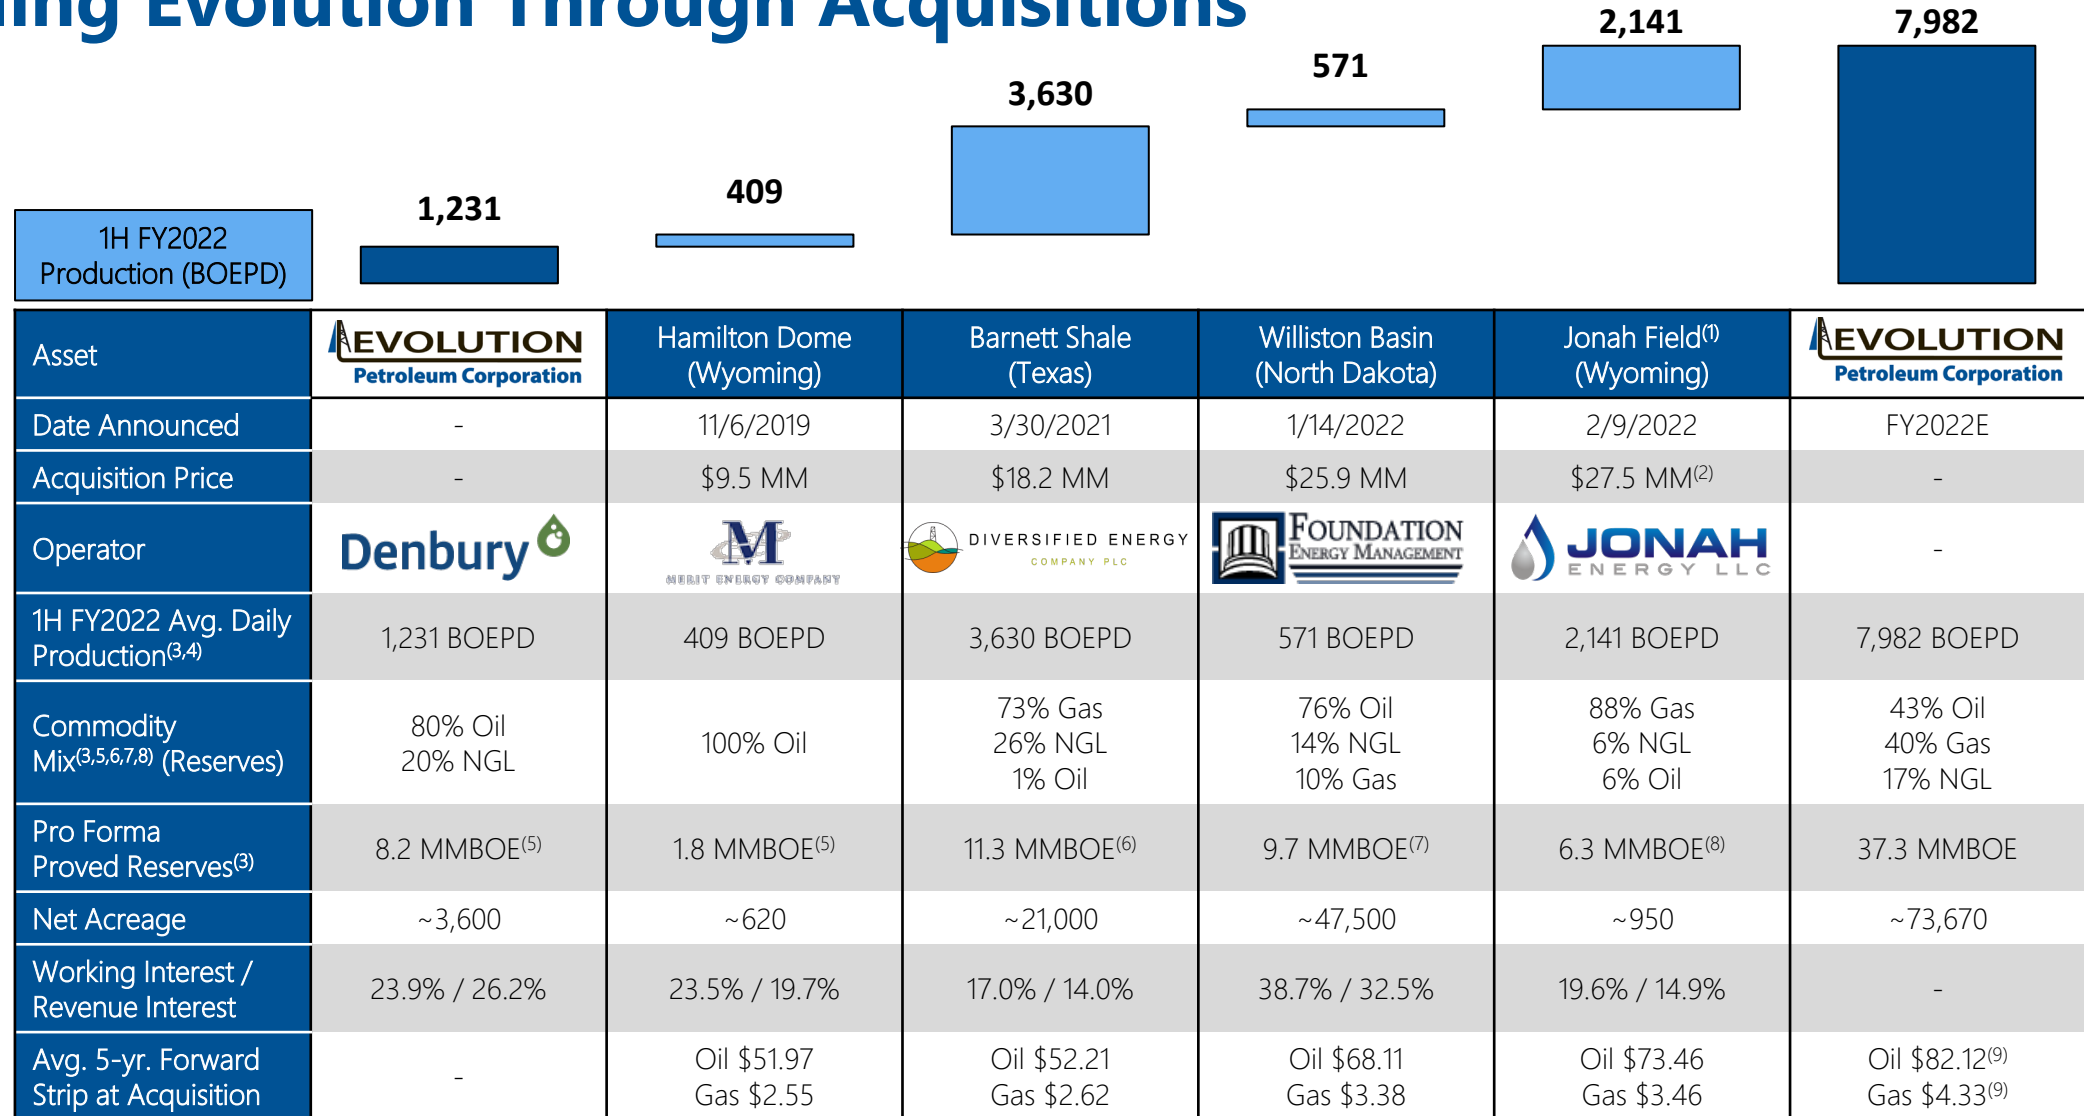 ing Evolution Through Acquisitions
2,141
7,982
571
3,630
409
1,231
1H FY2022
Production (BOEPD)
Asset
EVOLUTION
Petroleum Corporation
Hamilton Dome
(Wyoming)
Barnett Shale
(Texas)
Williston Basin
(North Dakota)
Jonah Field(1)
(Wyoming)
EVOLUTION
Petroleum Corporation
Date Announced
-
11/6/2019
3/30/2021
1/14/2022
2/9/2022
FY2022E
Acquisition Price
-
$9.5 MM
$18.2 MM
$25.9 MM
$27.5 MM(2)
-
Operator
Denbury
M
MERIT ENERGY COMPANY
DIVERSIFIED ENERGY
COMPANY PLC
FOUNDATION
ENERGY MANAGEMENT
JONAH
ENERGY LLC
-
1H FY2022 Avg. Daily
Production(3,4)
1,231 BOEPD
409 BOEPD
3,630 BOEPD
571 BOEPD
2,141 BOEPD
7,982 BOEPD
Commodity
Mix(3,5,6,7,8) (Reserves)
80% Oil
20% NGL
100% Oil
73% Gas
26% NGL
1% Oil
76% Oil
14% NGL
10% Gas
88% Gas
6% NGL
6% Oil
43% Oil
40% Gas
17% NGL
Pro Forma
Proved Reserves(3)
8.2 MMBOE(5)
1.8 MMBOE(5)
11.3 MMBOE(6)
9.7 MMBOE(7)
6.3 MMBOE(8)
37.3 MMBOE
Net Acreage
~3,600
~620
~21,000
~47,500
~950
~73,670
Working Interest /
Revenue Interest
23.9% / 26.2%
23.5% / 19.7%
17.0% / 14.0%
38.7% / 32.5%
19.6% / 14.9%
-
Avg. 5-yr. Forward
Strip at Acquisition
-
Oil $51.97
Gas $2.55
Oil $52.21
Gas $2.62
Oil $68.11
Gas $3.38
Oil $73.46
Gas $3.46
Oil $82.12(9)
Gas $4.33(9)